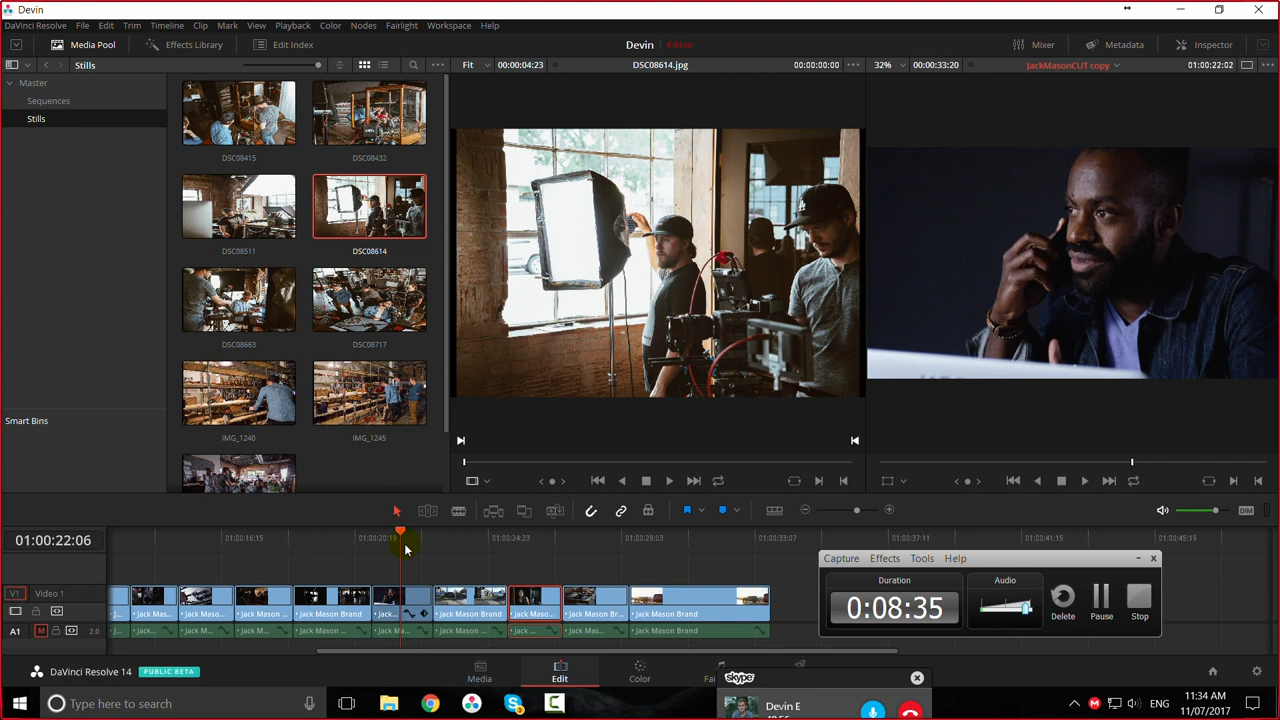 Devin
DaVinci Resolve File Edit Trim Timeline Clip Mark View Playback Color Nodes Fairlight Workspace Help
Media Pool Effects Library Edit Index Devin Edited Mixer Metadata Inspector
Stills Fit 00:00:04:23 DSC08614.jpg 00:00:00:00 32% 00:00:33:20 JackMasonCUT copy 01:00:22:02
Master
Sequences
Stills
DSC08415 DSC08432
DSC08511 DSC08614
DSC08663 DSC08717
Smart Bins
IMG_1240 IMG_1245
DIM
01:00:22:06 01:00:16:15 01:00:20:19 01:00:24:23 01:00:29:03 01:00:33:07 01:00:37:11 01:00:41:15 01:00:45:19
Capture Effects Tools Help
Duration Audio
0:08:35
Delete Pause Stop
V1 Video 1
J... Jack Mas... Jack M... Jack Mason ... Jack Mason Brand Jack... Jack Mason Brand Jack Maso... Jack Mason Br... Jack Mason Brand
A1 M 2.0 J... Jack... Jack M... Jack Mason ... Jack Mason ... Jack Ma... Jack Mason ... Jack ... Jack Mas... Jack Mason Brand
DaVinci Resolve 14 PUBLIC BETA Media Edit Color Fai
skype
Devin E
Type here to search
ENG
11:34 AM
11/07/2017